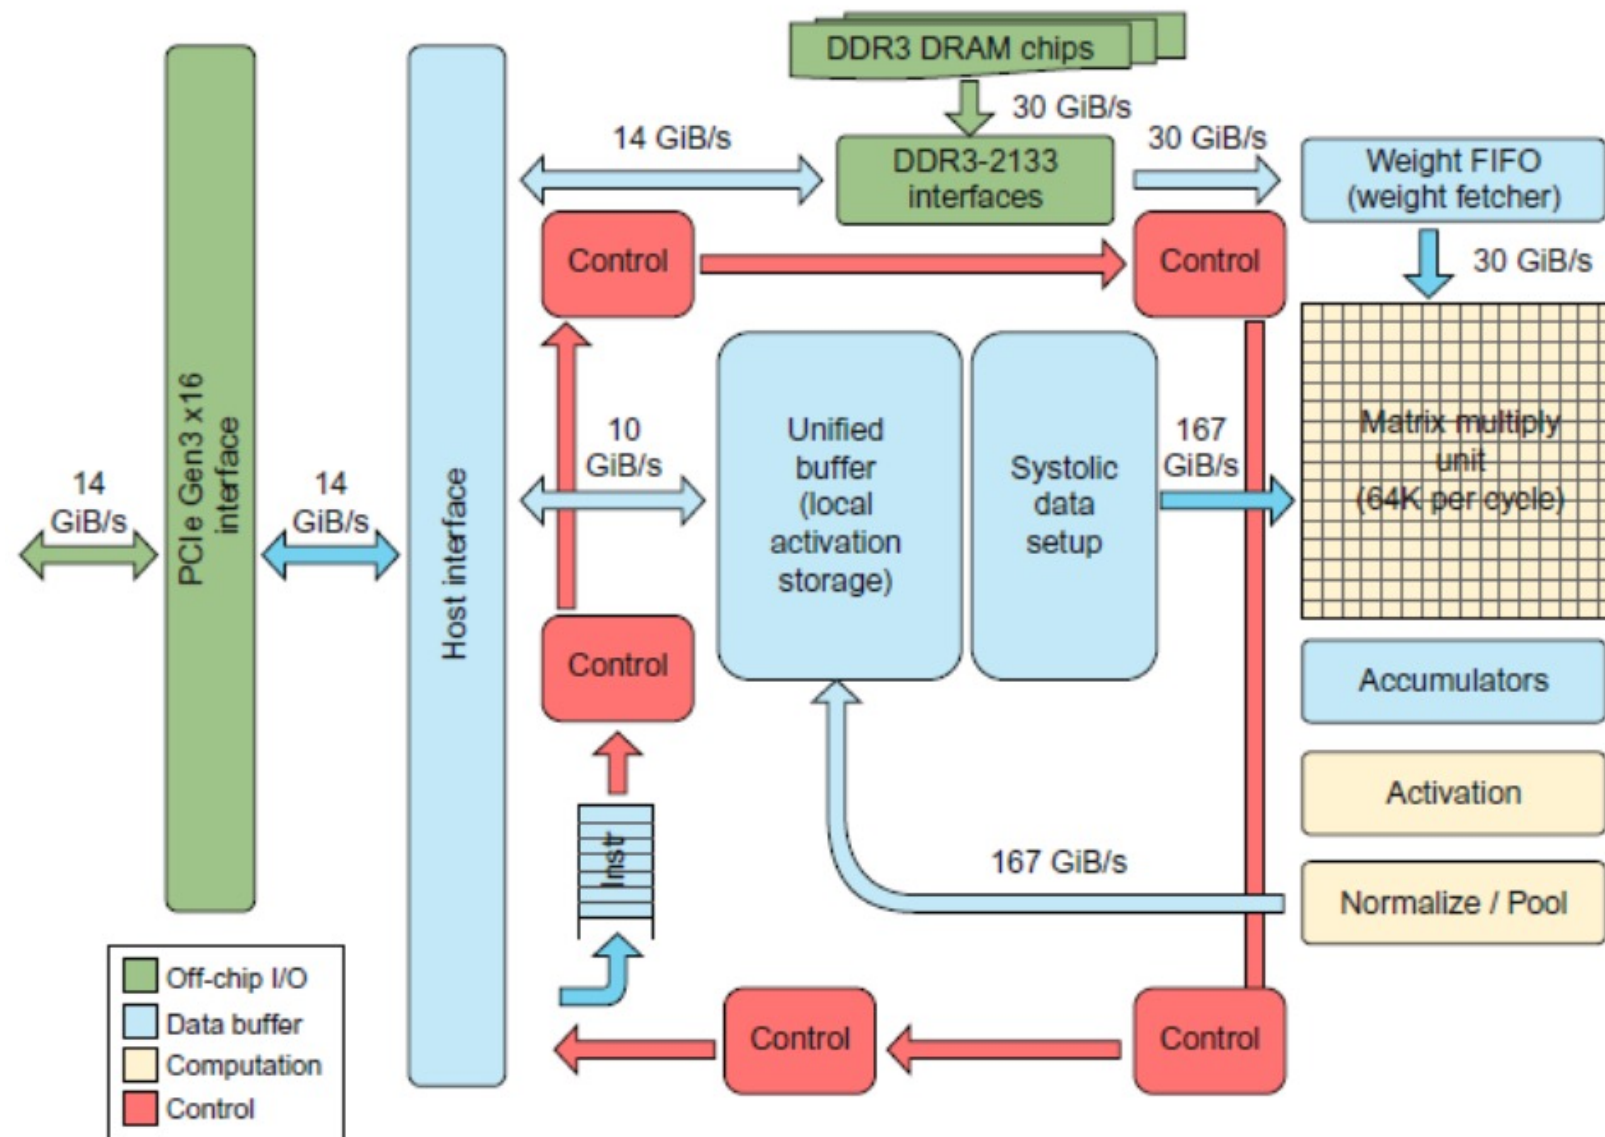 DDR3 DRAM chips
30 GiB/s
14 GiB/s
DDR3-2133
interfaces
30 GiB/s
Weight FIFO
(weight fetcher)
30 GiB/s
Control
Control
PCIe Gen3 x16
interface
14
GiB/s
14
GiB/s
Host interface
10
GiB/s
Unified
buffer
(local
activation
storage)
Systolic
data
setup
167
GiB/s
Matrix multiply
unit
(64K per cycle)
Control
Accumulators
Activation
Instr
167 GiB/s
Normalize / Pool
Control
Control
Off-chip I/O
Data buffer
Computation
Control